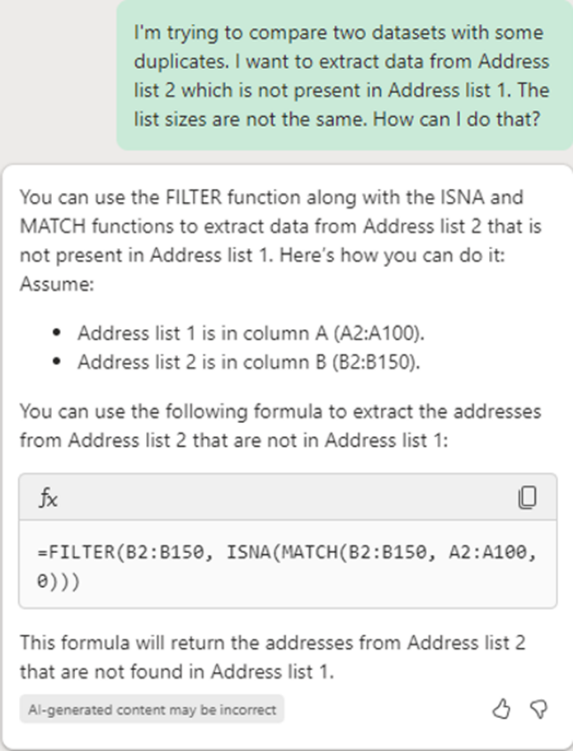 I'm trying to compare two datasets with some
duplicates. I want to extract data from Address
list 2 which is not present in Address list 1. The
list sizes are not the same. How can I do that?
You can use the FILTER function along with the ISNA and
MATCH functions to extract data from Address list 2 that is
not present in Address list 1. Here's how you can do it:
Assume:
• Address list 1 is in column A (A2:A100).
• Address list 2 is in column B (B2:B150).
You can use the following formula to extract the addresses
from Address list 2 that are not in Address list 1:
fx
=FILTER(B2:B150, ISNA(MATCH(B2:B150, A2:A100,
0)))
This formula will return the addresses from Address list 2
that are not found in Address list 1.
AI-generated content may be incorrect